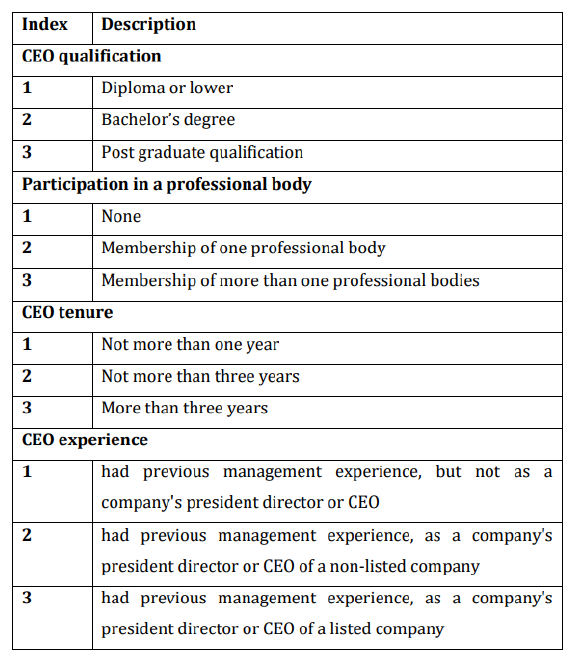 Index Description
CEO qualification
1 Diploma or lower
2 Bachelor's degree
3 Post graduate qualification
Participation in a professional body
1 None
2 Membership of one professional body
3 Membership of more than one professional bodies
CEO tenure
1 Not more than one year
2 Not more than three years
3 More than three years
CEO experience
1 had previous management experience, but not as a
company's president director or CEO
2 had previous management experience, as a company's
president director or CEO of a non-listed company
3 had previous management experience, as a company's
president director or CEO of a listed company